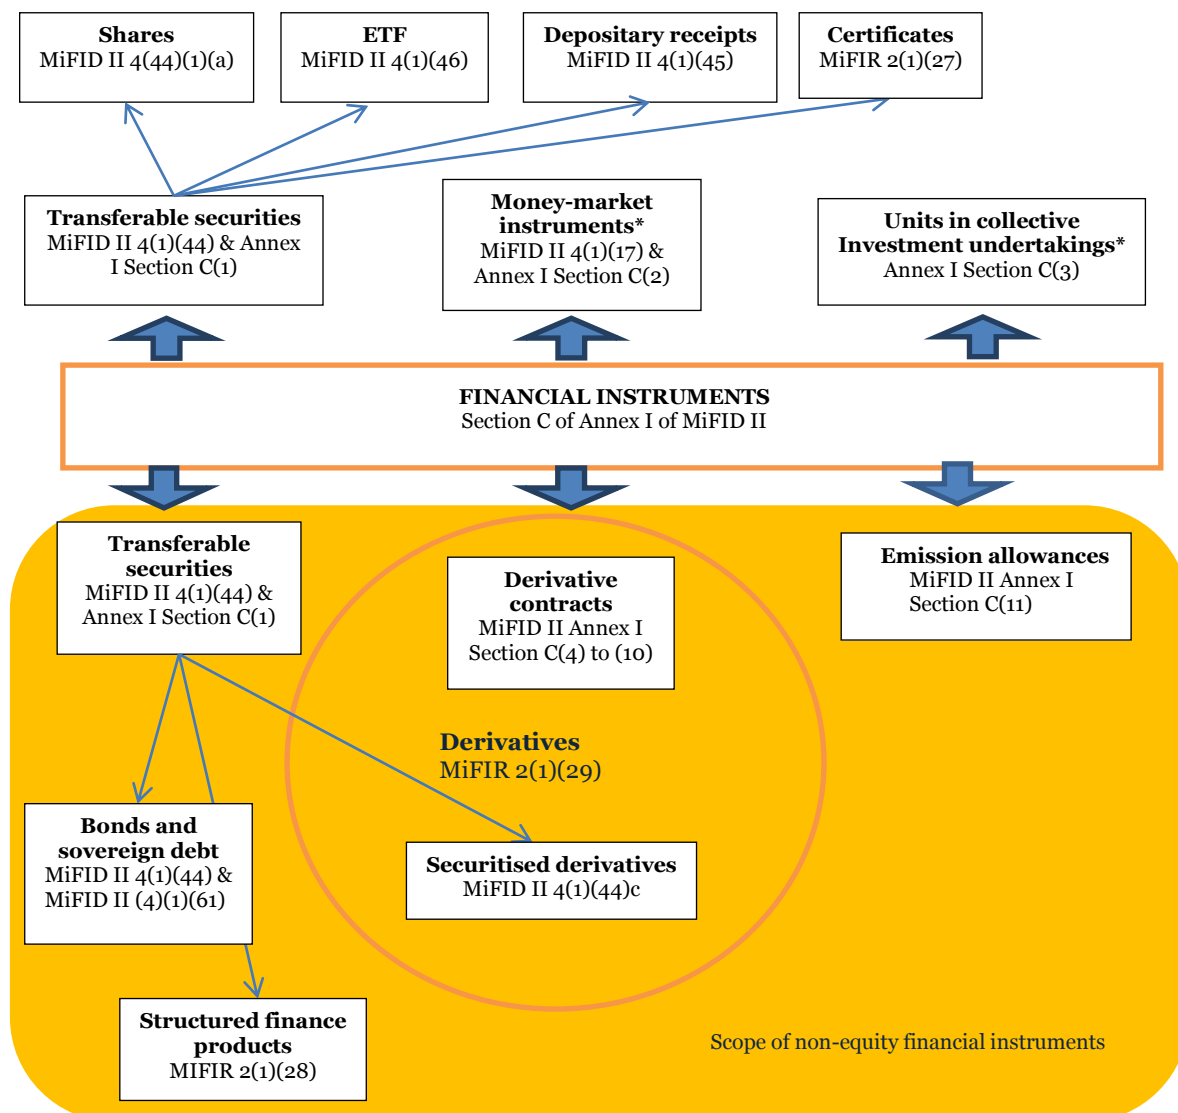 Shares
MiFID II 4(44)(1)(a)
ETF
MiFID II 4(1)(46)
Depositary receipts
MiFID II 4(1)(45)
Certificates
MiFIR 2(1)(27)
Transferable securities
MiFID II 4(1)(44) & Annex
I Section C(1)
Money-market
instruments*
MiFID II 4(1)(17) &
Annex I Section C(2)
Units in collective
Investment undertakings*
Annex I Section C(3)
FINANCIAL INSTRUMENTS
Section C of Annex I of MiFID II
Transferable
securities
MiFID II 4(1)(44) &
Annex I Section C(1)
Derivative
contracts
MiFID II Annex I
Section C(4) to (10)
Emission allowances
MiFID II Annex I
Section C(11)
Derivatives
MiFIR 2(1)(29)
Bonds and
sovereign debt
MiFID II 4(1)(44) &
MiFID II (4)(1)(61)
Securitised derivatives
MiFID II 4(1)(44)c
Structured finance
products
MIFIR 2(1)(28)
Scope of non-equity financial instruments